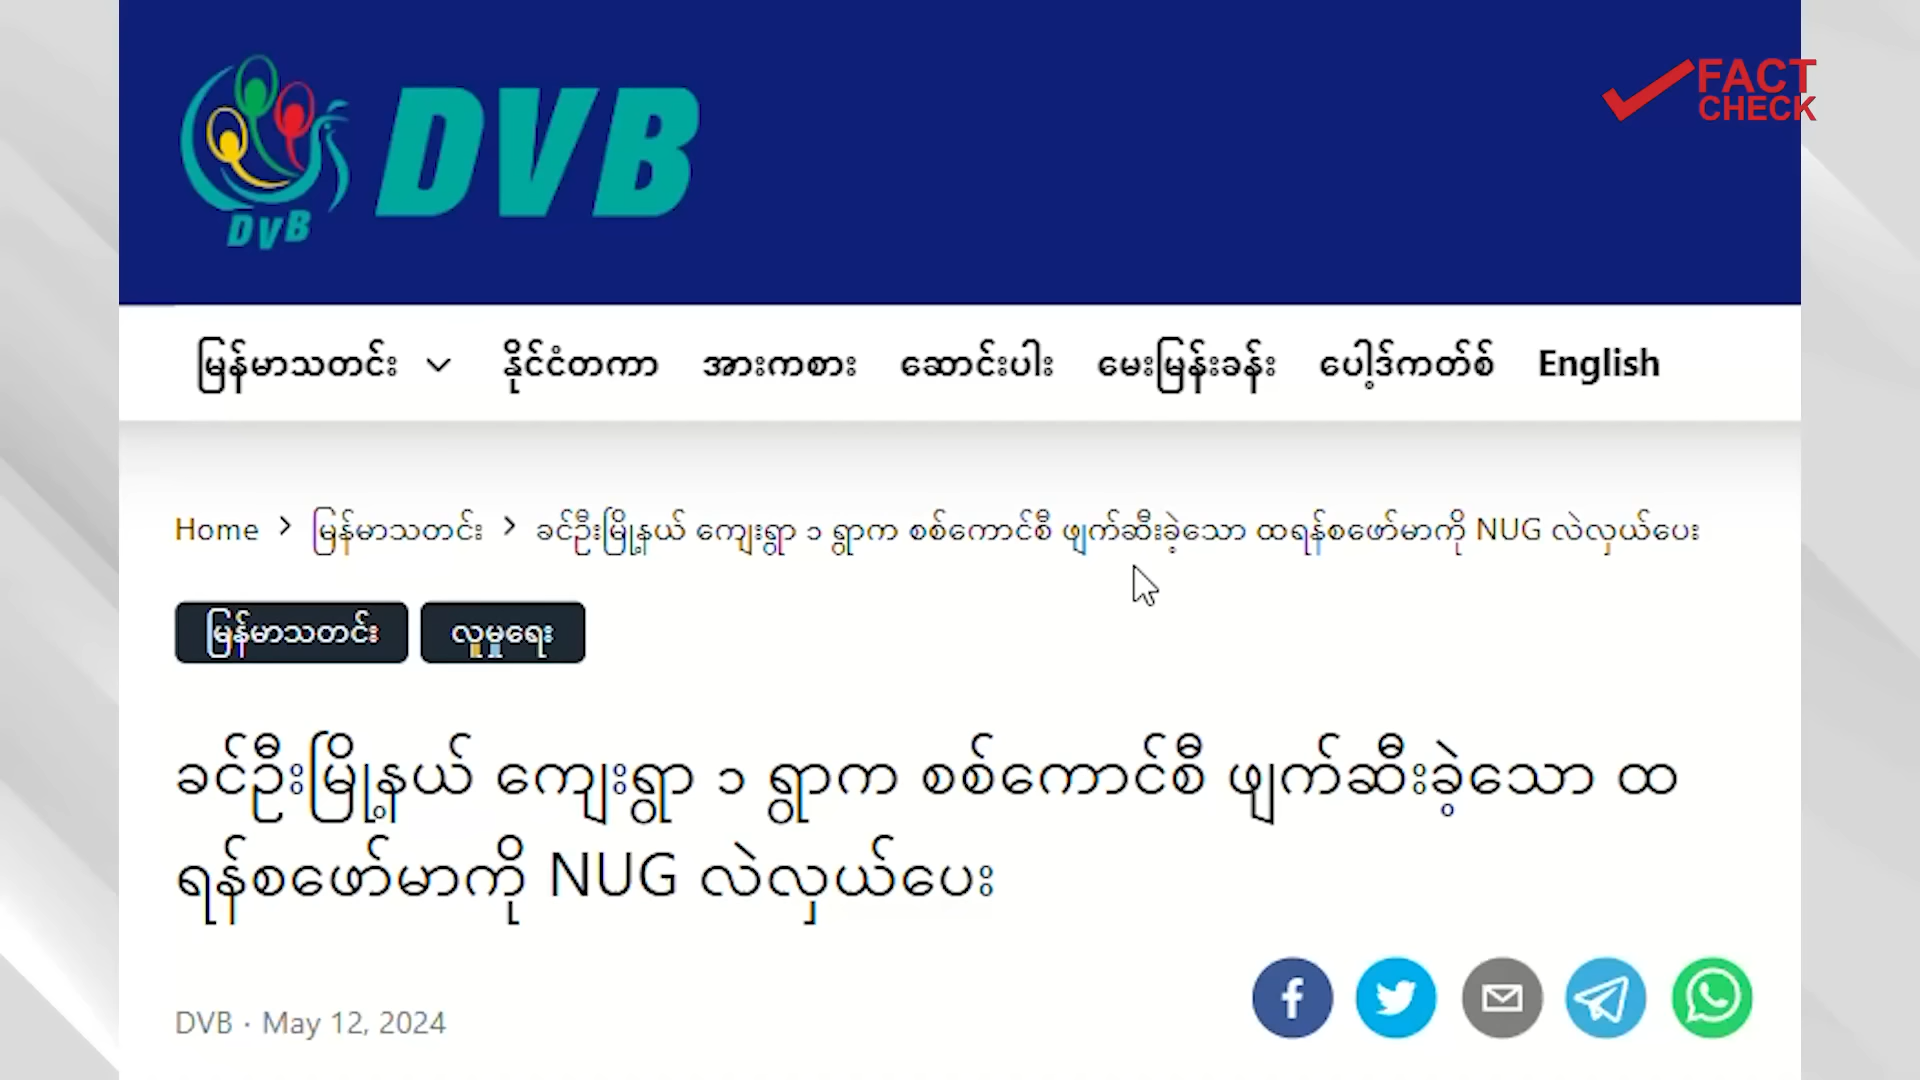 DVB
DVB
FACT
CHECK
မြန်မာသတင်း နိုင်ငံတကာ အားကစား ဆောင်းပါး မေးမြန်းခန်း ပေါ့ဒ်ကတ်စ် English
Home > မြန်မာသတင်း > ခင်ဦးမြို့နယ် ကျေးရွာ ၁ ရွာက စစ်ကောင်စီ ဖျက်ဆီးခဲ့သော ထရန်စဖော်မာကို NUG လဲလှယ်ပေး
မြန်မာသတင်း လူမှုရေး
ခင်ဦးမြို့နယ် ကျေးရွာ ၁ ရွာက စစ်ကောင်စီ ဖျက်ဆီးခဲ့သော ထ
ရန်စဖော်မာကို NUG လဲလှယ်ပေး
DVB · May 12, 2024